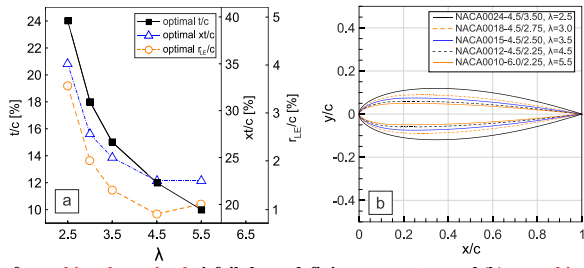 optimal t/c
optimal xt/c
optimal r_LE/c
24
22
20
18
16
14
12
10
t/c [%]
2.5
3.5
4.5
5.5
6.5
λ
40
35
30
25
20
xt/c [%]
5
4
3
2
1
r_LE/c [%]
a
NACA0024-4.5/3.50, λ=2.5
NACA0018-4.5/2.75, λ=3.0
NACA0015-4.5/2.50, λ=3.5
NACA0012-4.5/2.25, λ=4.5
NACA0010-6.0/2.25, λ=5.5
0.4
0.2
0
-0.2
-0.4
y/c
0
0.2
0.4
0.6
0.8
1
x/c
b